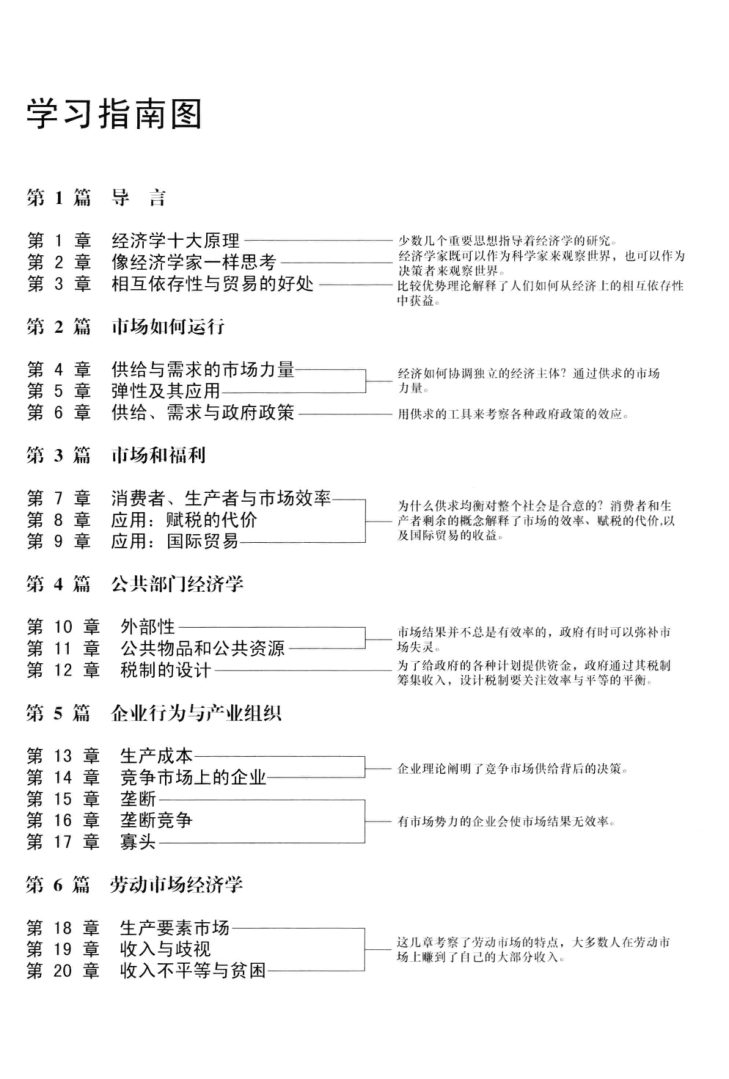 学习指南图
第 1 篇 导 言
第 1 章 经济学十大原理
少数几个重要思想指导着经济学的研究。
第 2 章 像经济学家一样思考
经济学家既可以作为科学家来观察世界，也可以作为
决策者来观察世界。
第 3 章 相互依存性与贸易的好处
比较优势理论解释了人们如何从经济上的相互依存性
中获益。
第 2 篇 市场如何运行
第 4 章 供给与需求的市场力量
第 5 章 弹性及其应用
经济如何协调独立的经济主体？通过供求的市场
力量。
第 6 章 供给、需求与政府政策
用供求的工具来考察各种政府政策的效应。
第 3 篇 市场和福利
第 7 章 消费者、生产者与市场效率
第 8 章 应用：赋税的代价
第 9 章 应用：国际贸易
为什么供求均衡对整个社会是合意的？消费者和生
产者剩余的概念解释了市场的效率、赋税的代价,以
及国际贸易的收益。
第 4 篇 公共部门经济学
第 10 章 外部性
第 11 章 公共物品和公共资源
市场结果并不总是有效率的，政府有时可以弥补市
场失灵。
第 12 章 税制的设计
为了给政府的各种计划提供资金，政府通过其税制
筹集收入，设计税制要关注效率与平等的平衡。
第 5 篇 企业行为与产业组织
第 13 章 生产成本
第 14 章 竞争市场上的企业
企业理论阐明了竞争市场供给背后的决策。
第 15 章 垄断
第 16 章 垄断竞争
第 17 章 寡头
有市场势力的企业会使市场结果无效率。
第 6 篇 劳动市场经济学
第 18 章 生产要素市场
第 19 章 收入与歧视
第 20 章 收入不平等与贫困
这几章考察了劳动市场的特点，大多数人在劳动市
场上赚到了自己的大部分收入。